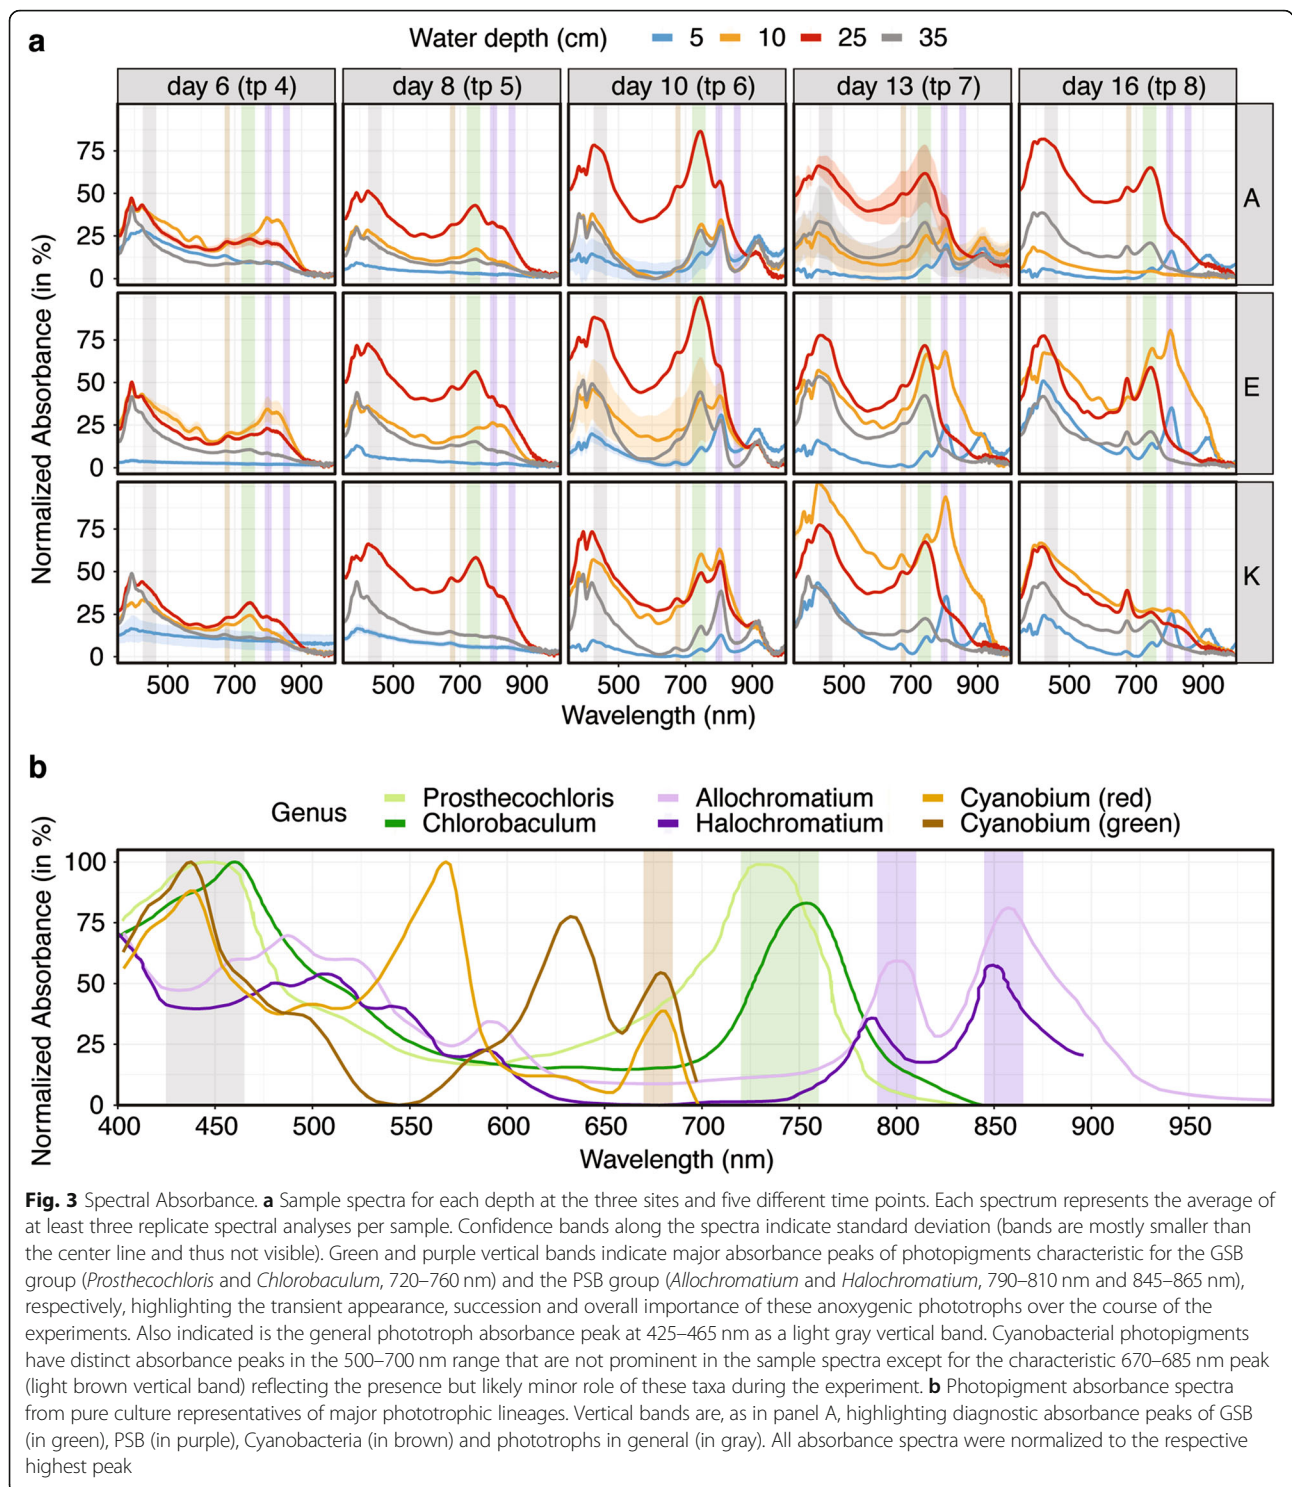 a
Water depth (cm) 5 10 25 35
day 6 (tp 4) day 8 (tp 5) day 10 (tp 6) day 13 (tp 7) day 16 (tp 8)
75
50
25
0
A
75
50
25
0
E
75
50
25
0
K
Normalized Absorbance (in %)
500 700 900 500 700 900 500 700 900 500 700 900 500 700 900
Wavelength (nm)
b
Genus
Prosthecochloris Allochromatium Cyanobium (red)
Chlorobaculum Halochromatium Cyanobium (green)
Normalized Absorbance (in %)
100
75
50
25
0
400 450 500 550 600 650 700 750 800 850 900 950
Wavelength (nm)
Fig. 3 Spectral Absorbance. a Sample spectra for each depth at the three sites and five different time points. Each spectrum represents the average of
at least three replicate spectral analyses per sample. Confidence bands along the spectra indicate standard deviation (bands are mostly smaller than
the center line and thus not visible). Green and purple vertical bands indicate major absorbance peaks of photopigments characteristic for the GSB
group (Prosthecochloris and Chlorobaculum, 720–760 nm) and the PSB group (Allochromatium and Halochromatium, 790–810 nm and 845–865 nm),
respectively, highlighting the transient appearance, succession and overall importance of these anoxygenic phototrophs over the course of the
experiments. Also indicated is the general phototroph absorbance peak at 425–465 nm as a light gray vertical band. Cyanobacterial photopigments
have distinct absorbance peaks in the 500–700 nm range that are not prominent in the sample spectra except for the characteristic 670–685 nm peak
(light brown vertical band) reflecting the presence but likely minor role of these taxa during the experiment. b Photopigment absorbance spectra
from pure culture representatives of major phototrophic lineages. Vertical bands are, as in panel A, highlighting diagnostic absorbance peaks of GSB
(in green), PSB (in purple), Cyanobacteria (in brown) and phototrophs in general (in gray). All absorbance spectra were normalized to the respective
highest peak